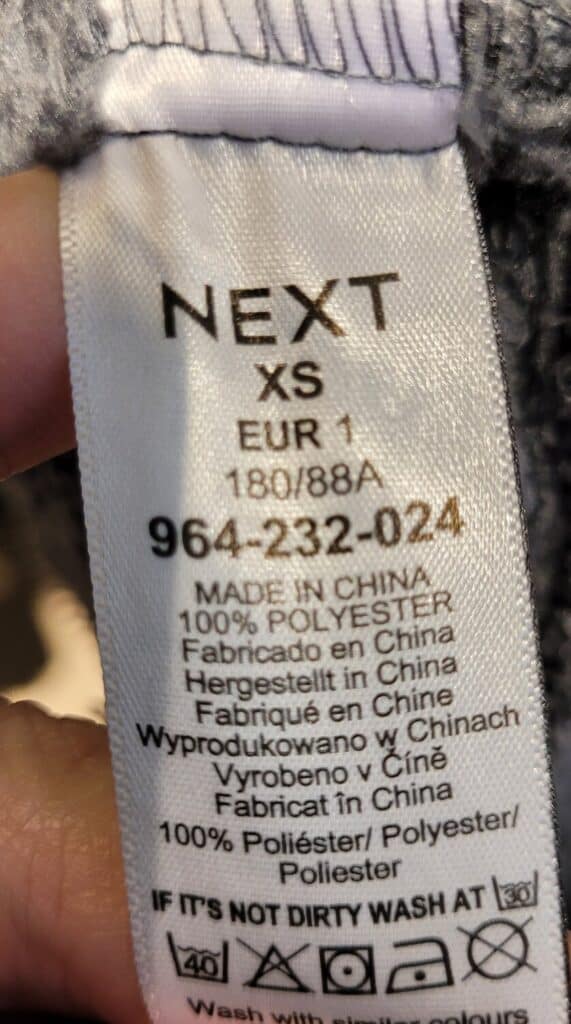 NEXT
XS
EUR 1
180/88A
964-232-024
MADE IN CHINA
100% POLYESTER
Fabricado en China
Hergestellt in China
Fabriqué en Chine
Wyprodukowano w Chinach
Vyrobeno v Číně
Fabricat în China
100% Poliéster/ Polyester/
Poliester
IF IT'S NOT DIRTY WASH AT 30
40
Wash with similar colours